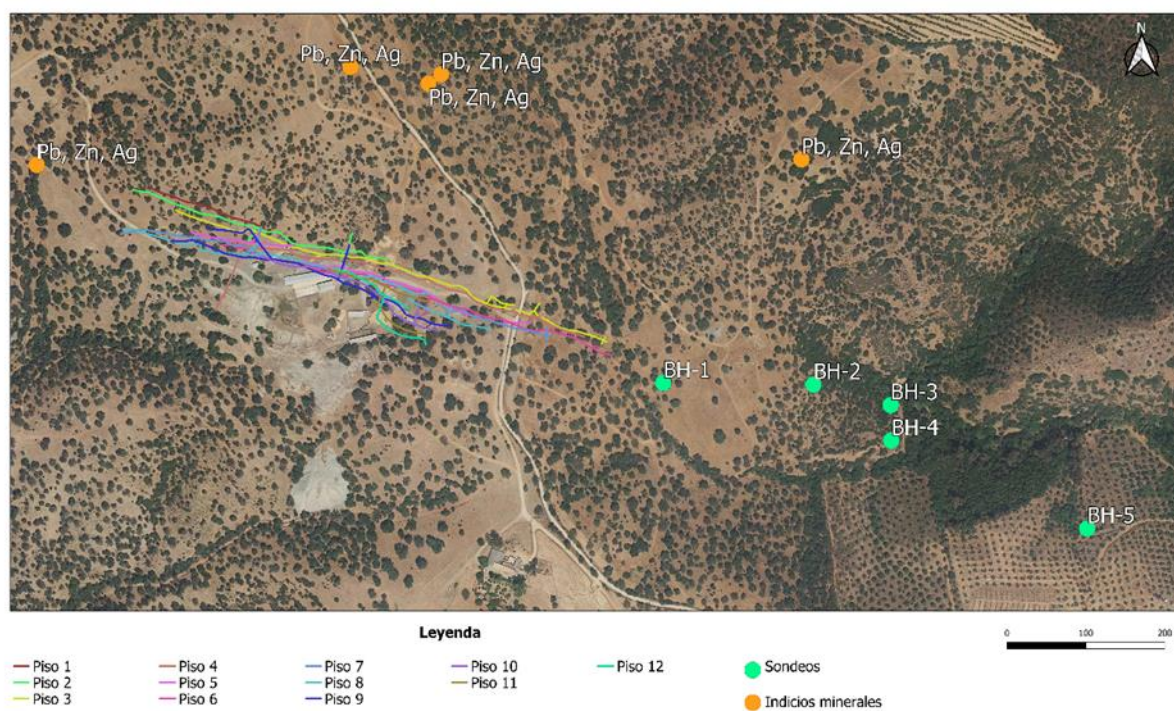 N
Pb, Zn, Ag
Pb, Zn, Ag
Pb, Zn, Ag
Pb, Zn, Ag
Pb, Zn, Ag
BH-1
BH-2
BH-3
BH-4
BH-5
Leyenda
0 100 200
Piso 1
Piso 2
Piso 3
Piso 4
Piso 5
Piso 6
Piso 7
Piso 8
Piso 9
Piso 10
Piso 11
Piso 12
Sondeos
Indicios minerales